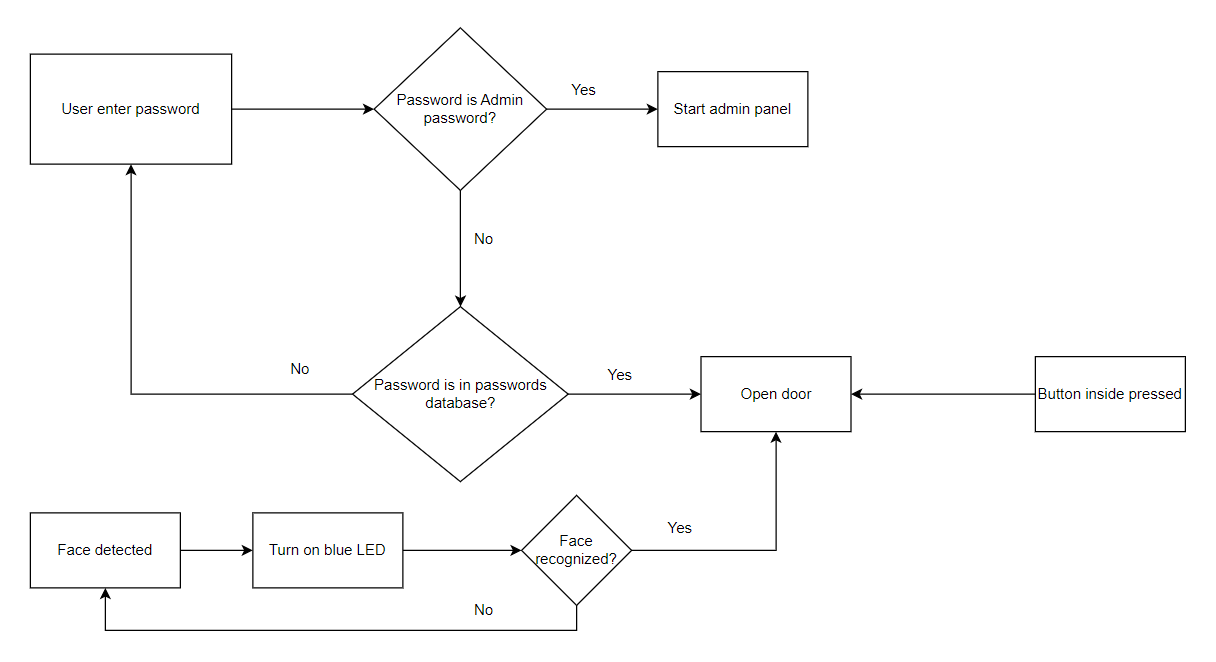 User enter password
Password is Admin
password?
Yes
Start admin panel
No
No
Password is in passwords
database?
Yes
Open door
Button inside pressed
Face detected
Turn on blue LED
Face
recognized?
Yes
No